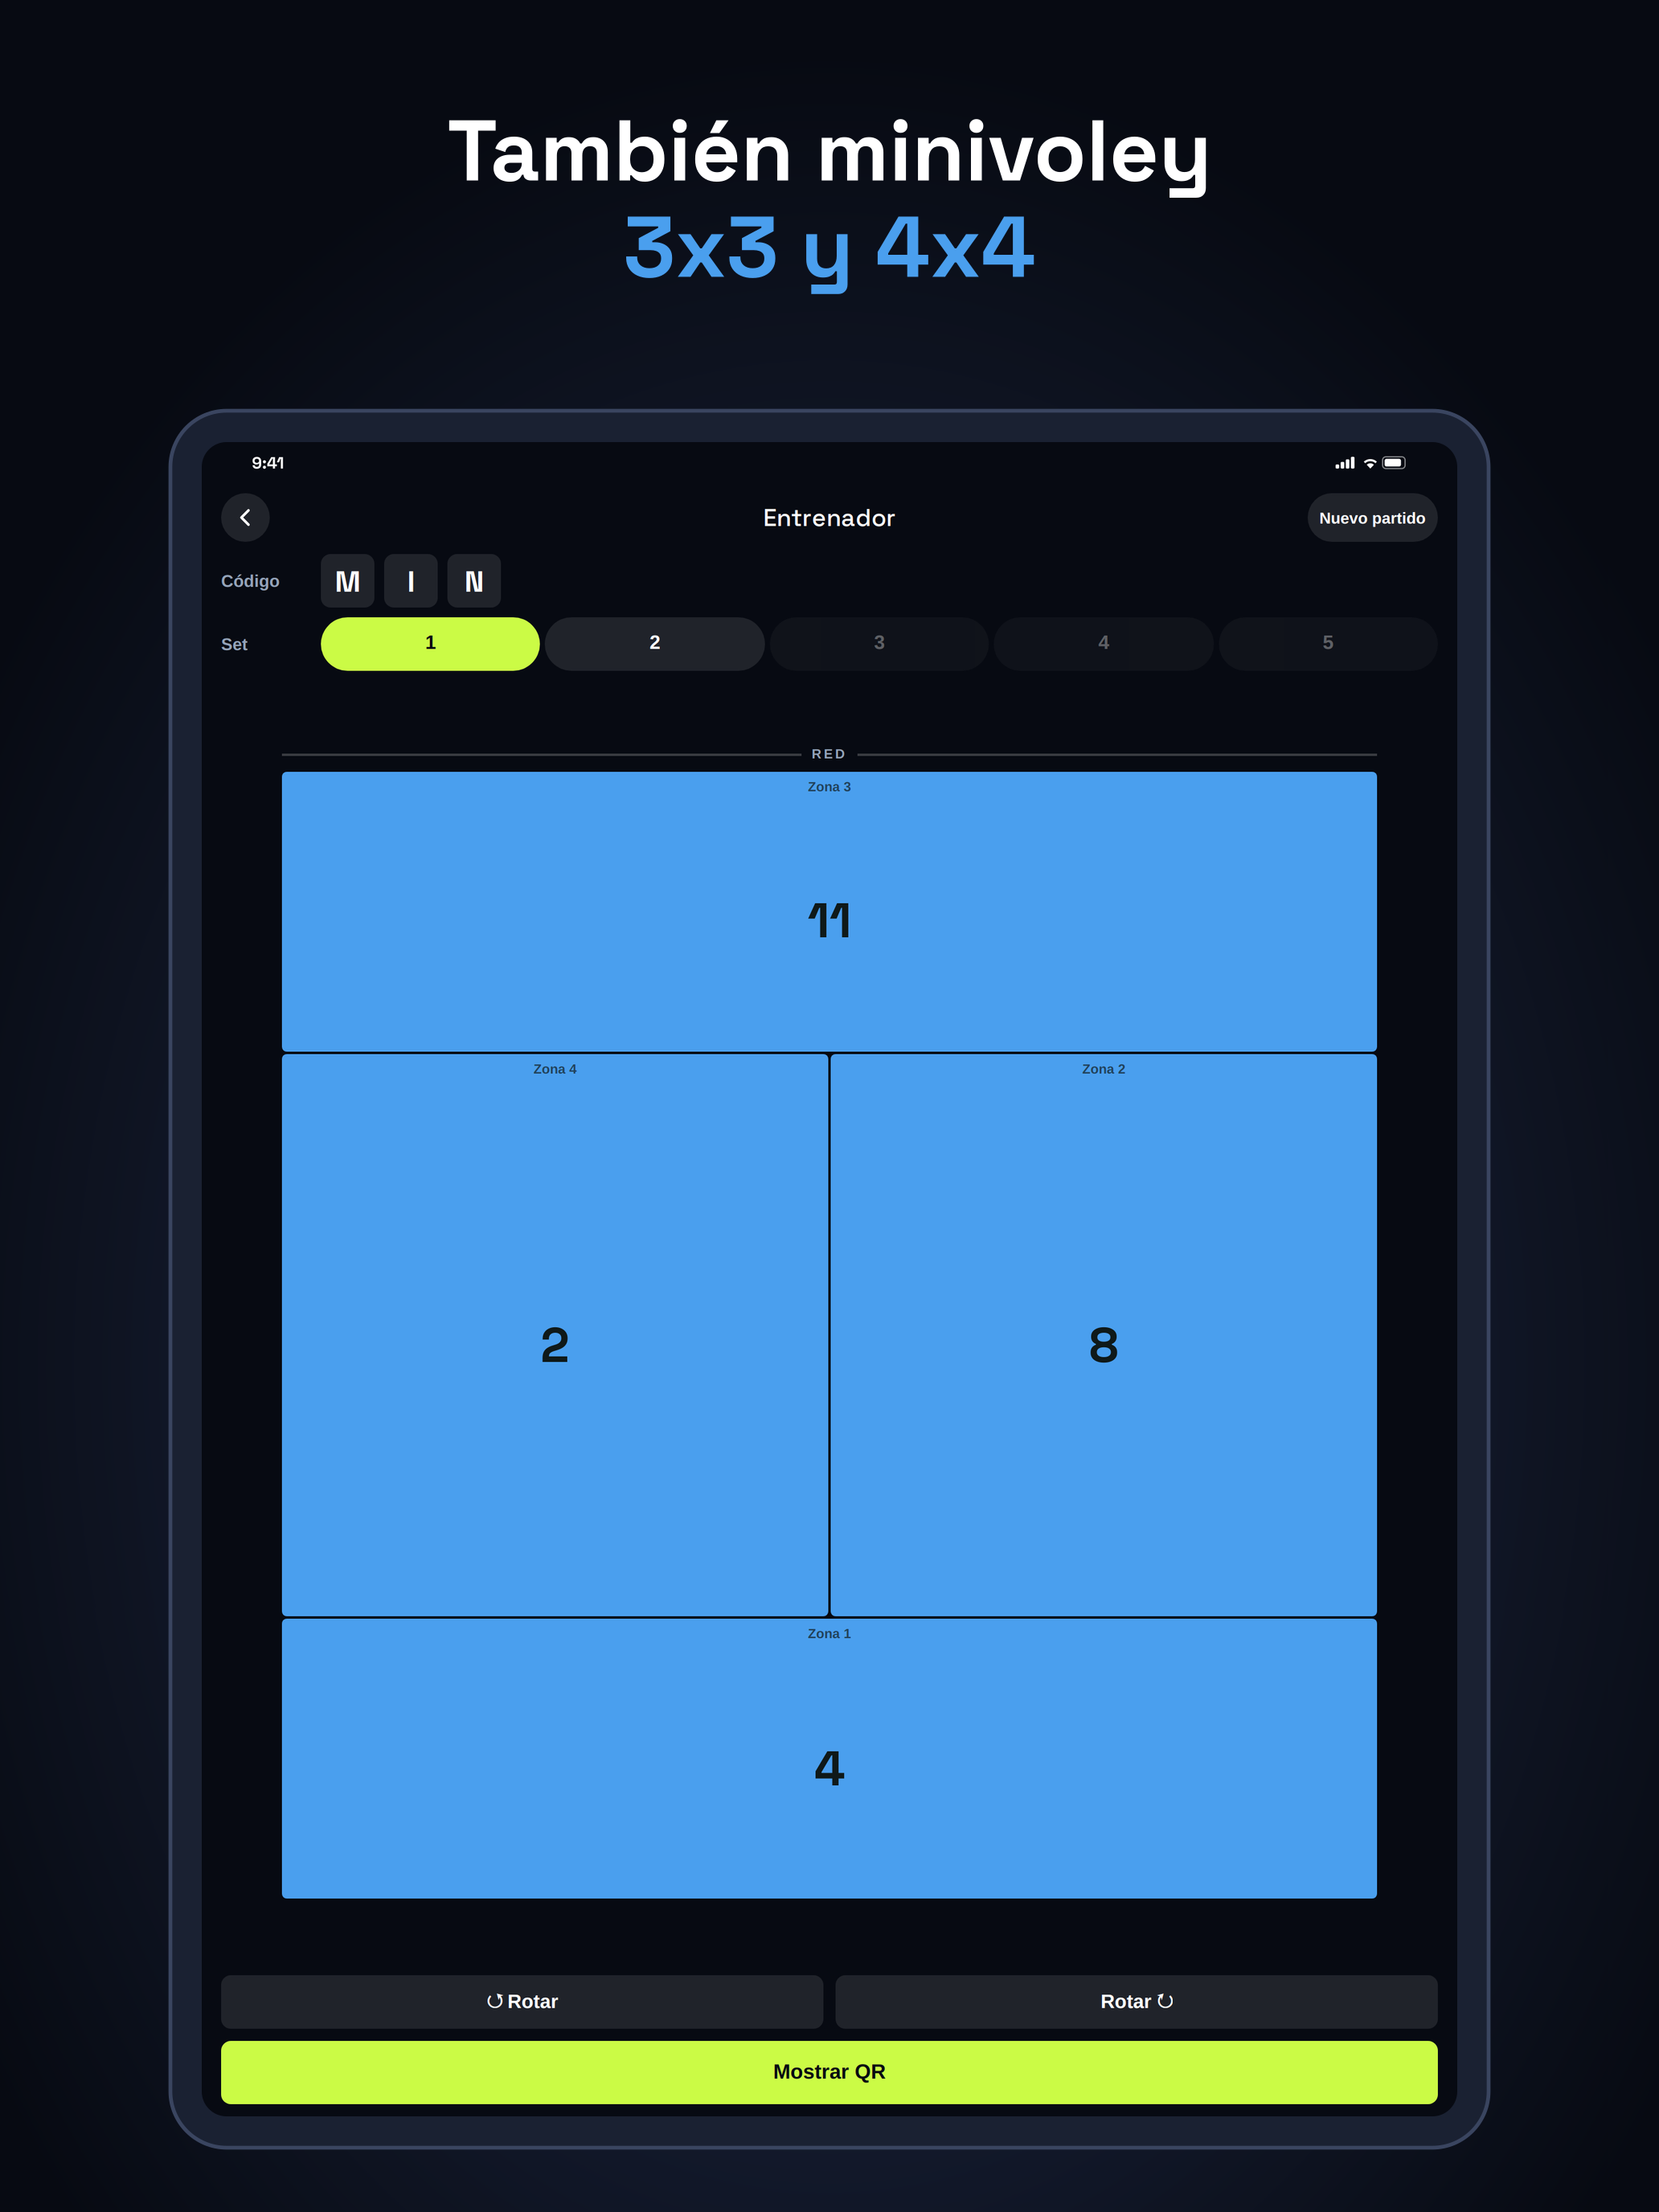 También minivoley
3x3 y 4x4
9:41
Entrenador
Nuevo partido
Código
M I N
Set
1 2 3 4 5
RED
Zona 3
11
Zona 4
Zona 2
2
8
Zona 1
4
Rotar
Rotar
Mostrar QR